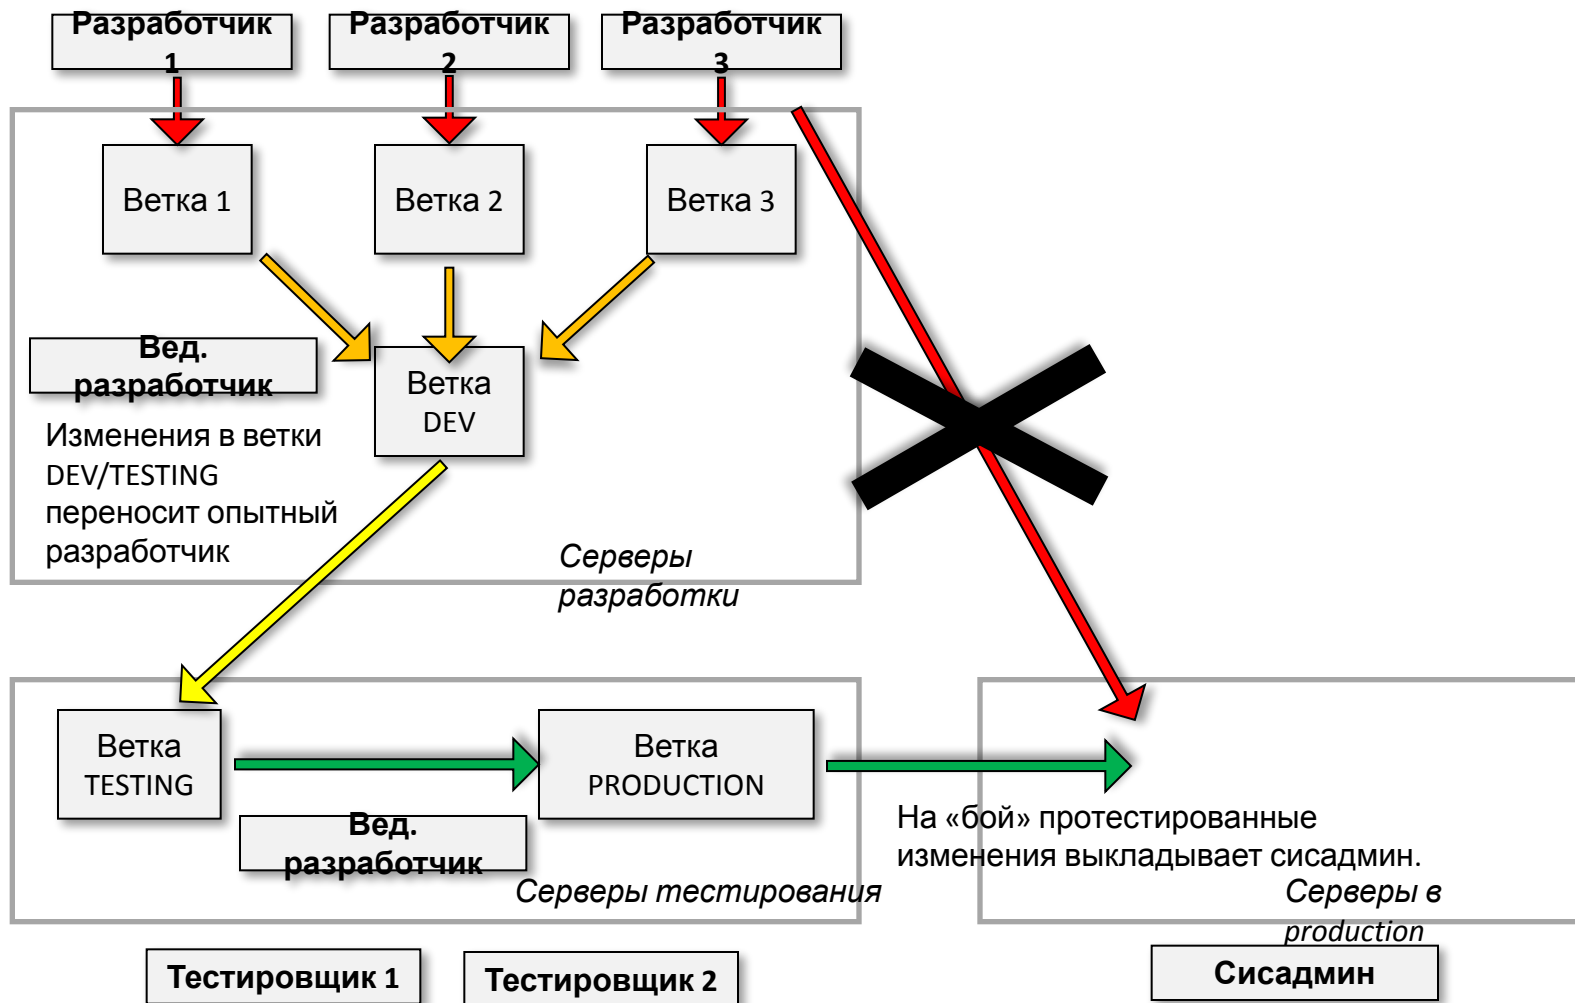 Разработчик
1
Разработчик
2
Разработчик
3
Ветка 1
Ветка 2
Ветка 3
Вед.
разработчик
Ветка
DEV
Изменения в ветки
DEV/TESTING
переносит опытный
разработчик
Серверы
разработки
Ветка
TESTING
Ветка
PRODUCTION
Вед.
разработчик
Серверы тестирования
На «бой» протестированные
изменения выкладывает сисадмин.
Серверы в
production
Тестировщик 1
Тестировщик 2
Сисадмин